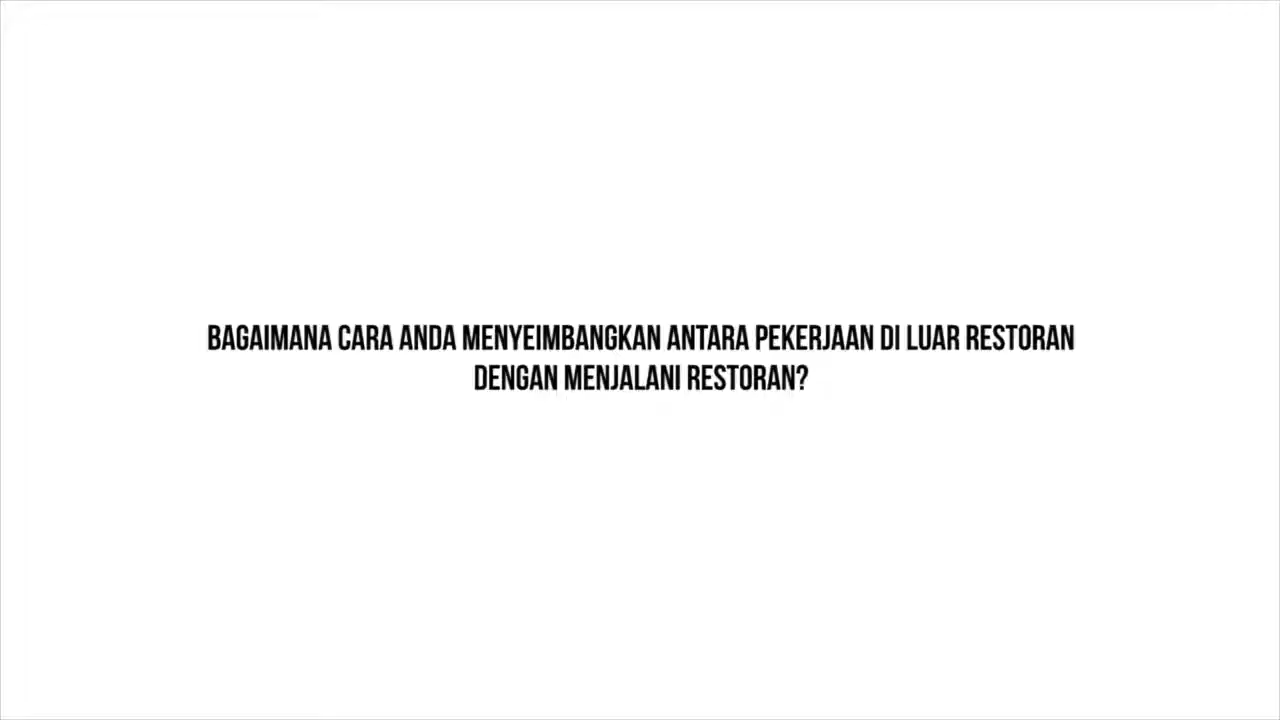 BAGAIMANA CARA ANDA MENYEIMBANGKAN ANTARA PEKERJAAN DI LUAR RESTORAN
DENGAN MENJALANI RESTORAN?